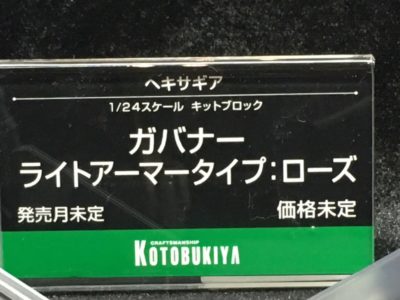 ヘキサギア
1/24スケール キットブロック
ガバナー
ライトアーマータイプ:ローズ
発売月未定 価格未定
CRAFTSMANSHIP
KOTOBUKIYA